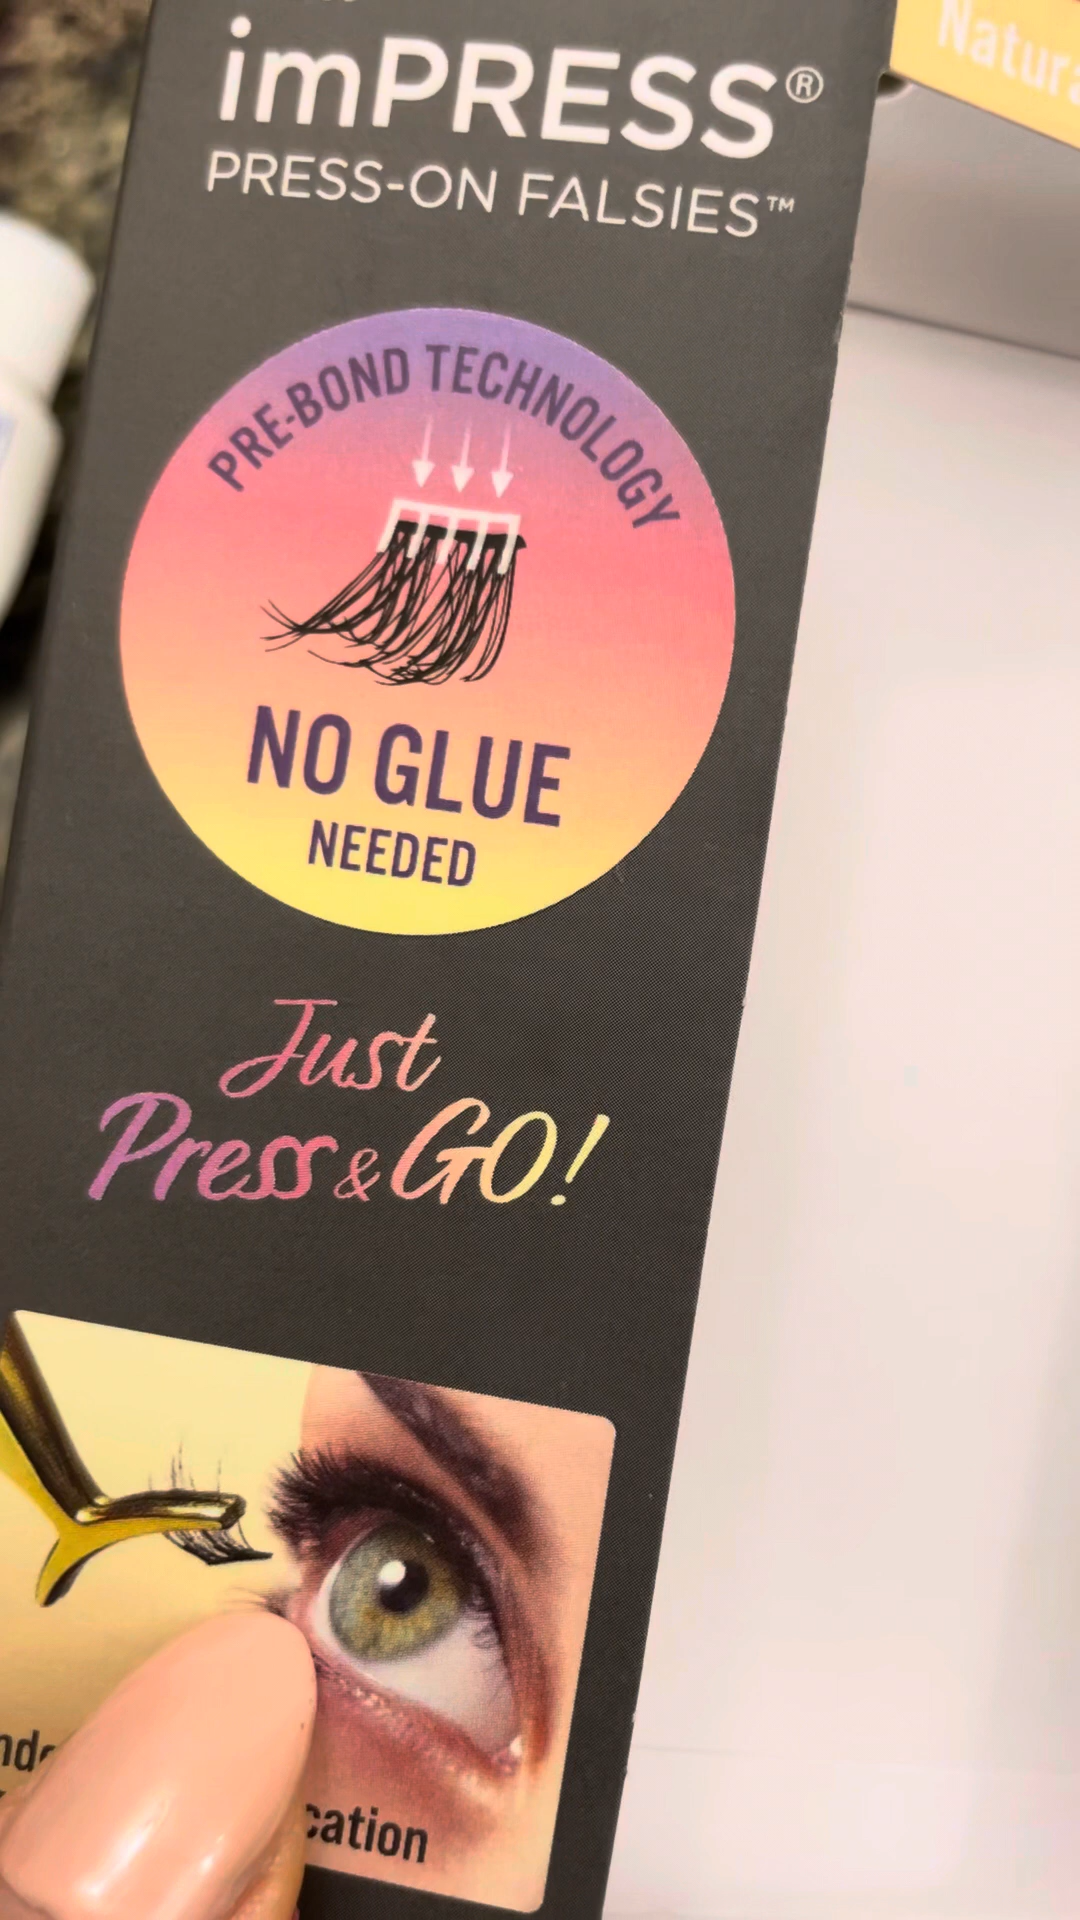 imPRESS®
PRESS-ON FALSIES™
Natura
PRE-BOND TECHNOLOGY
NO GLUE
NEEDED
Just
Press & GO!
cation